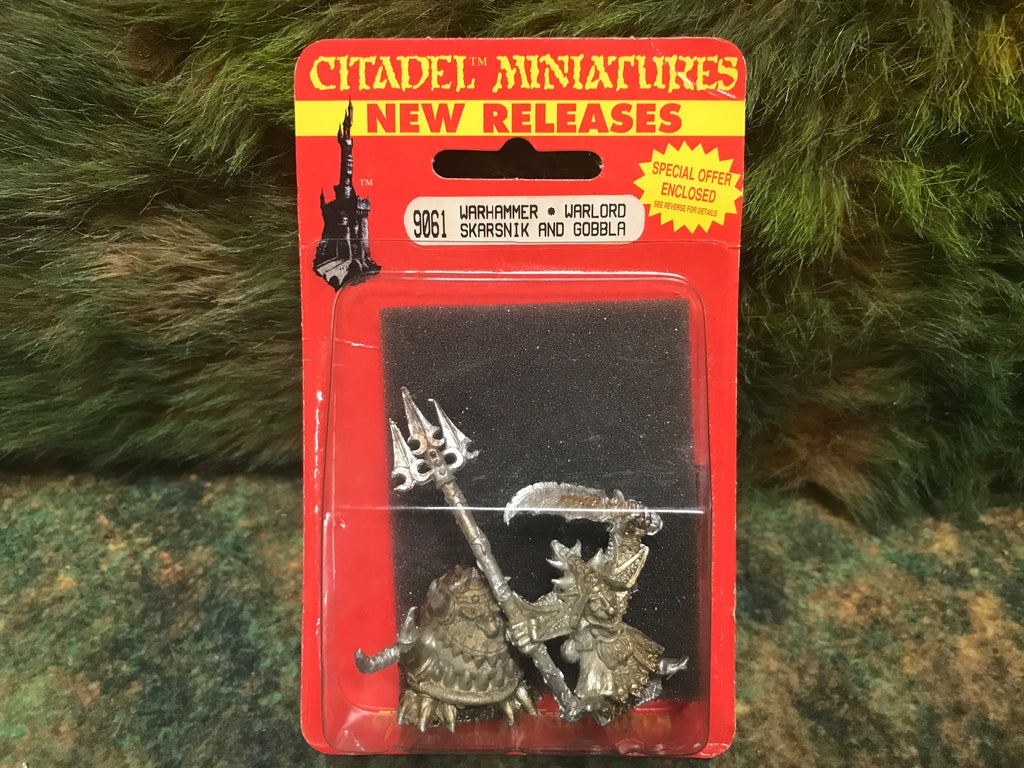 CITADEL™ MINIATURES
NEW RELEASES
TM
SPECIAL OFFER
ENCLOSED
SEE REVERSE FOR DETAILS
9061 WARHAMMER * WARLORD
SKARSNIK AND GOBBLA